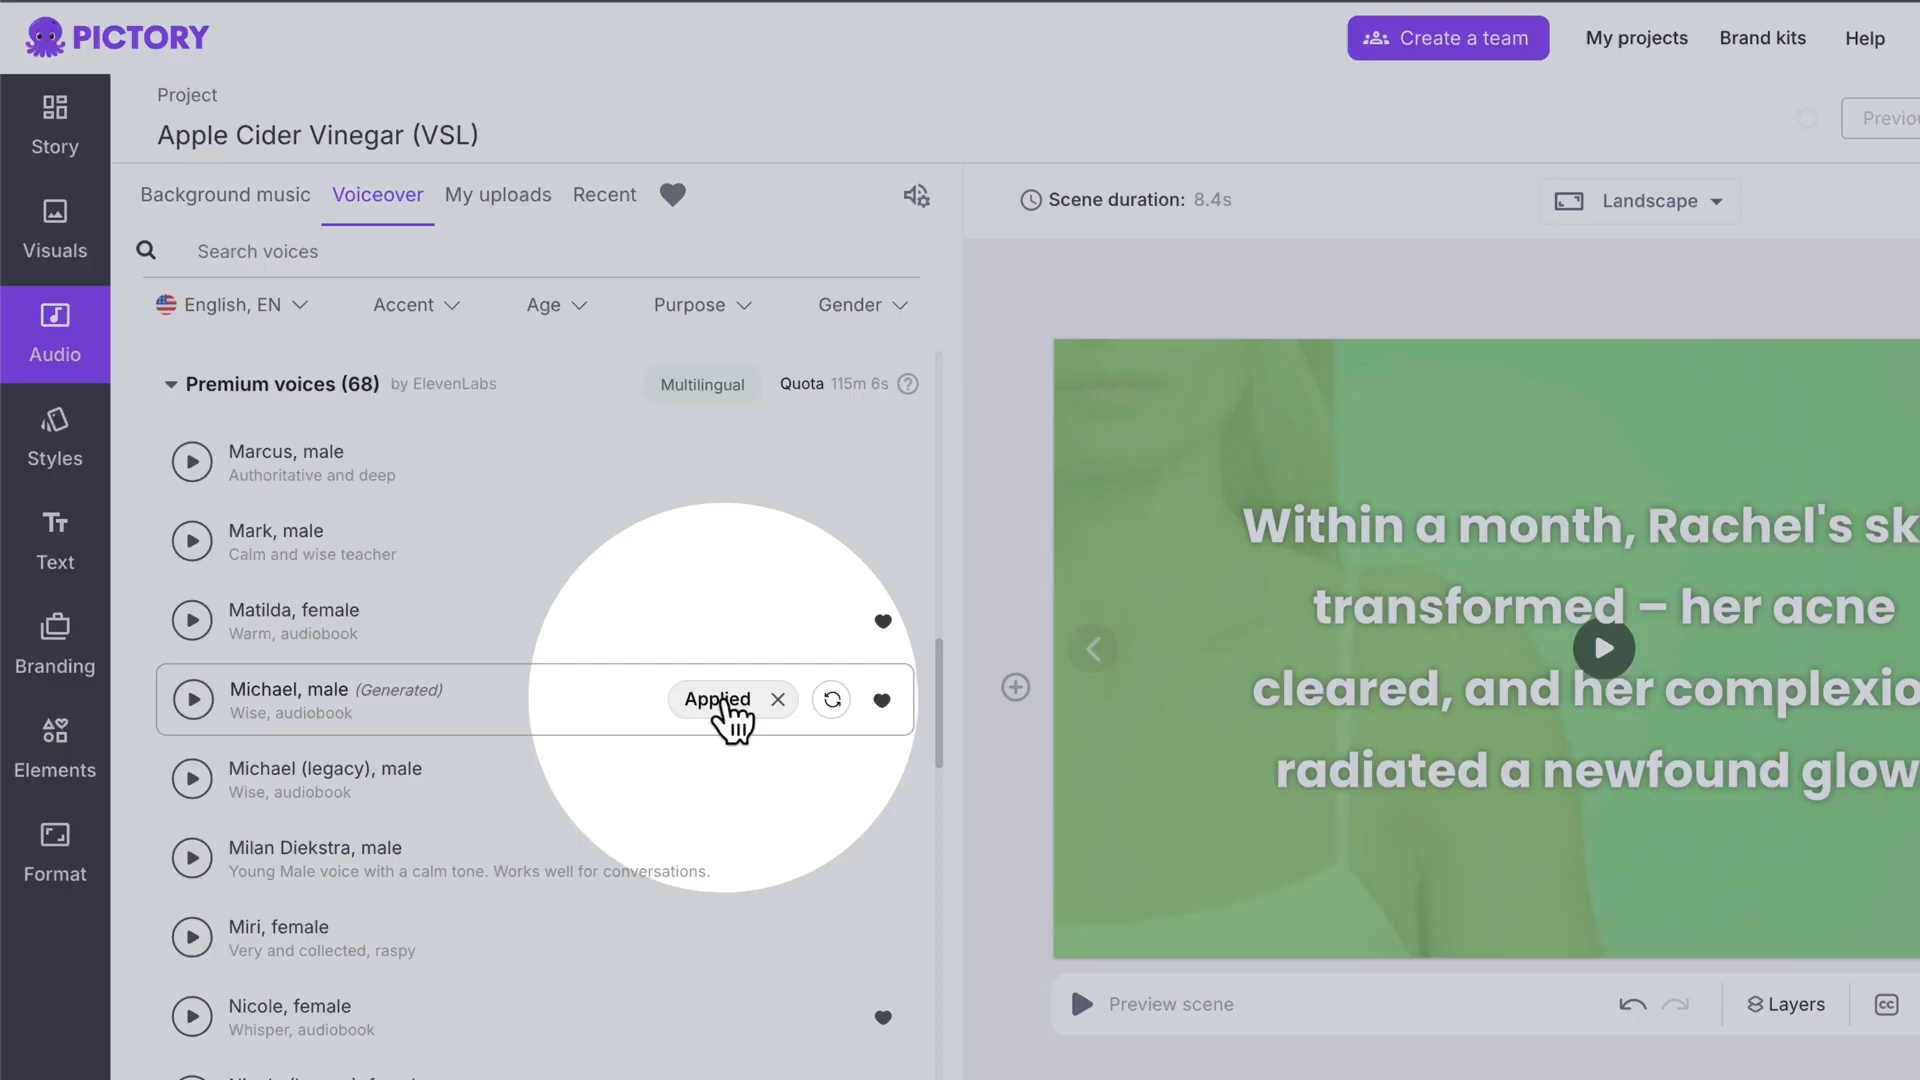 PICTORY
Create a team
My projects
Brand kits
Help
Project
Apple Cider Vinegar (VSL)
Story
Visuals
Audio
Styles
Text
Branding
Elements
Format
Background music
Voiceover
My uploads
Recent
Search voices
English, EN
Accent
Age
Purpose
Gender
Premium voices (68) by ElevenLabs
Multilingual
Quota 115m 6s
Marcus, male
Authoritative and deep
Mark, male
Calm and wise teacher
Matilda, female
Warm, audiobook
Michael, male (Generated)
Wise, audiobook
Applied
Michael (legacy), male
Wise, audiobook
Milan Diekstra, male
Young Male voice with a calm tone. Works well for conversations.
Miri, female
Very and collected, raspy
Nicole, female
Whisper, audiobook
Scene duration: 8.4s
Landscape
Previou
Within a month, Rachel's sk
transformed – her acne
cleared, and her complexio
radiated a newfound glow
Preview scene
Layers
CC